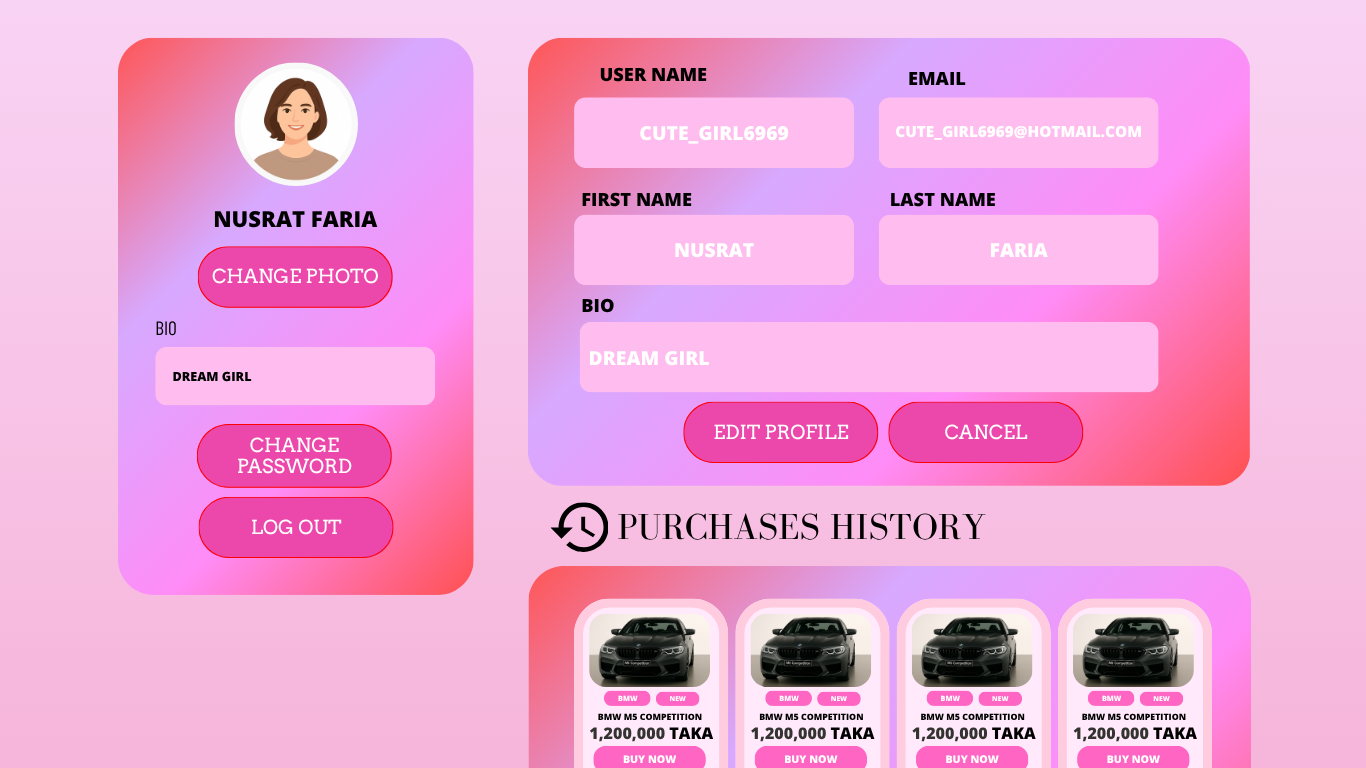 NUSRAT FARIA
CHANGE PHOTO
BIO
DREAM GIRL
CHANGE
PASSWORD
LOG OUT
USER NAME
CUTE_GIRL6969
EMAIL
CUTE_GIRL6969@HOTMAIL.COM
FIRST NAME
NUSRAT
LAST NAME
FARIA
BIO
DREAM GIRL
EDIT PROFILE
CANCEL
PURCHASES HISTORY
BMW NEW
BMW M5 COMPETITION
1,200,000 TAKA
BUY NOW
BMW NEW
BMW M5 COMPETITION
1,200,000 TAKA
BUY NOW
BMW NEW
BMW M5 COMPETITION
1,200,000 TAKA
BUY NOW
BMW NEW
BMW M5 COMPETITION
1,200,000 TAKA
BUY NOW